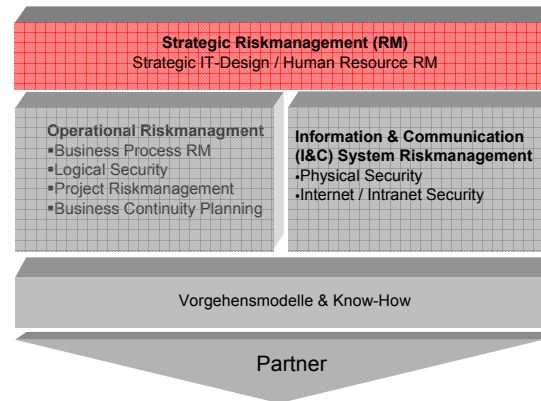 Strategic Riskmanagement (RM)
Strategic IT-Design / Human Resource RM
Operational Riskmanagment
▪Business Process RM
▪Logical Security
▪Project Riskmanagement
▪Business Continuity Planning
Information & Communication
(I&C) System Riskmanagement
•Physical Security
•Internet / Intranet Security
Vorgehensmodelle & Know-How
Partner